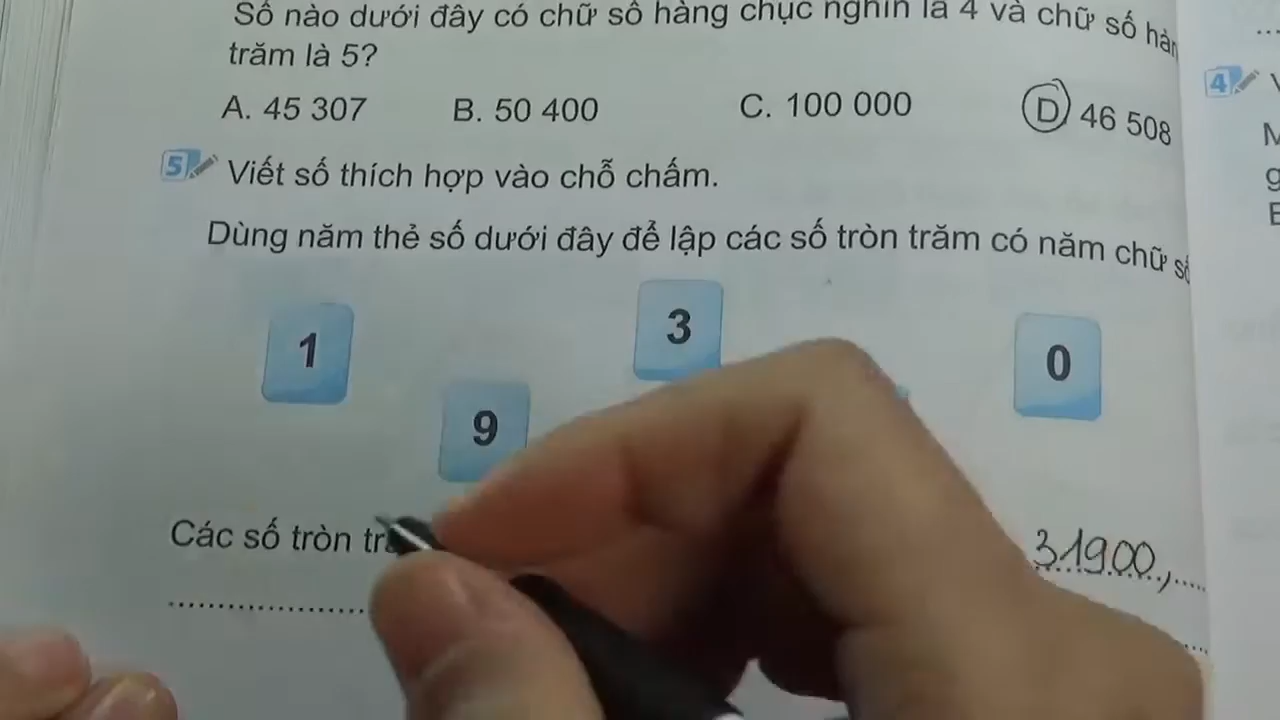 Số nào dưới đây có chữ số hàng chục nghìn là 4 và chữ số hàn
trăm là 5?
A. 45 307 B. 50 400 C. 100 000 D 46 508
5 Viết số thích hợp vào chỗ chấm.
Dùng năm thẻ số dưới đây để lập các số tròn trăm có năm chữ số
1 3 0
9
Các số tròn
31900,
4